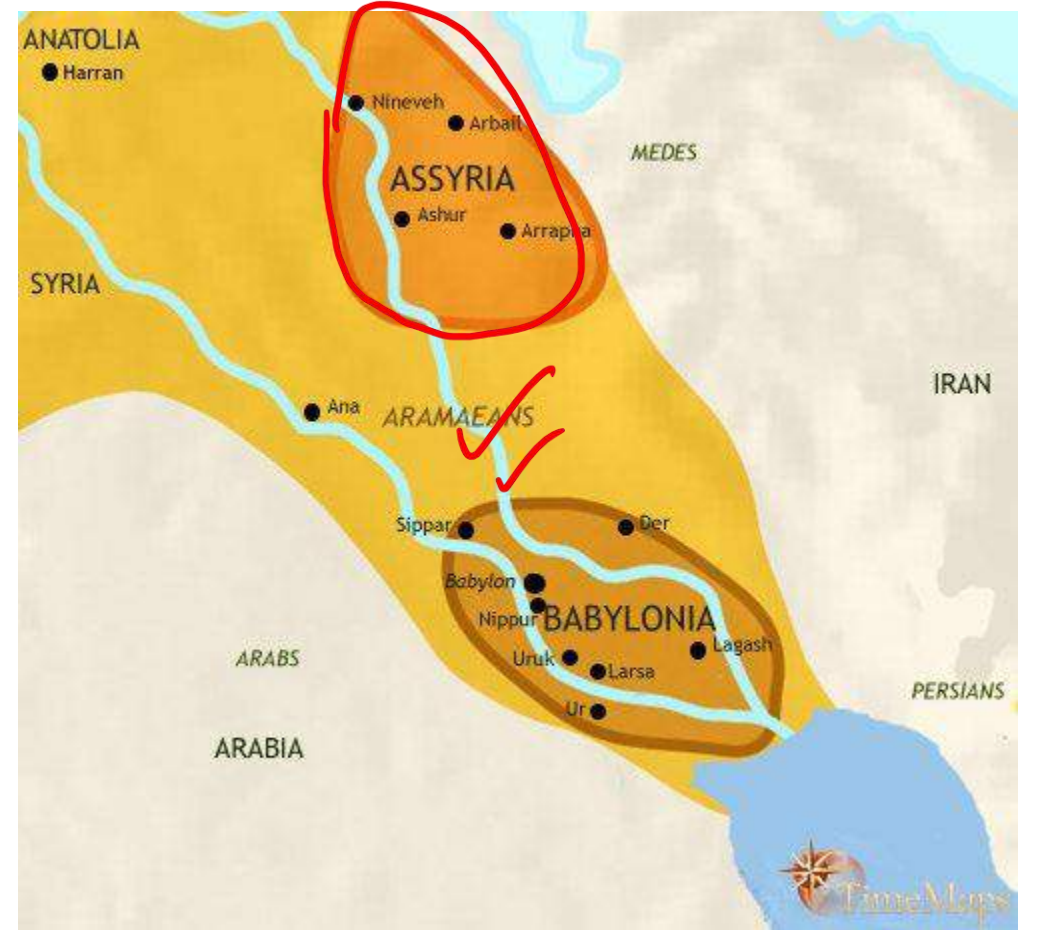 ANATOLIA
Harran
Nineveh
Arbail
MEDES
ASSYRIA
Ashur
Arrapha
SYRIA
IRAN
Ana
ARAMAEANS
Sippar
Der
Babylon
Nippur
BABYLONIA
Lagash
Uruk
Larsa
ARABS
PERSIANS
Ur
ARABIA
TimeMaps